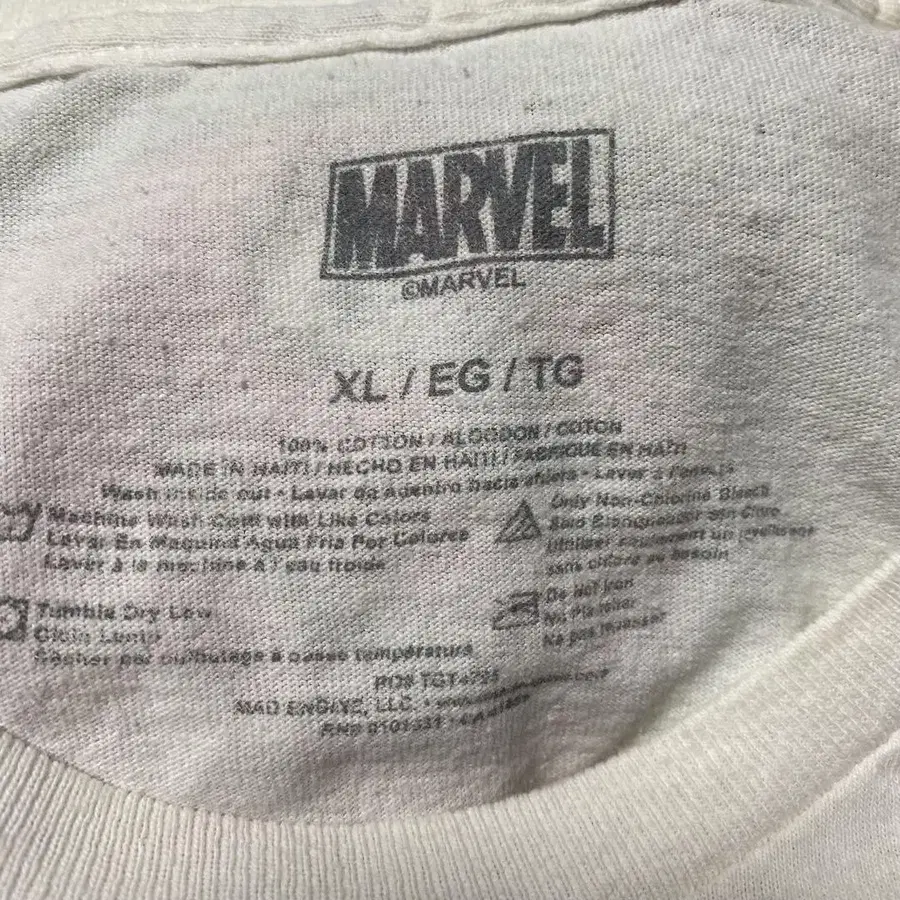 MARVEL
©MARVEL
XL / EG / TG
100% COTTON / ALGODON / COTON
MADE IN HAITI / HECHO EN HAITI / FABRIQUE EN HAITI
Wash inside out • Lavar de adentro hacia afuera • Laver à l'envers
Machine Wash Cold with Like Colors
Lavar En Maquina Agua Fria Por Colores
Laver à la machine à l'eau froide
Only Non-Chlorine Bleach
Solo Blanqueador sin Cloro
Utiliser seulement un javellisant
sans chlore au besoin
Tumble Dry Low
Sécher par culbutage à basse température
Do Not Iron
No Planchar
Ne pas repasser
MAD ENGINE, LLC. •